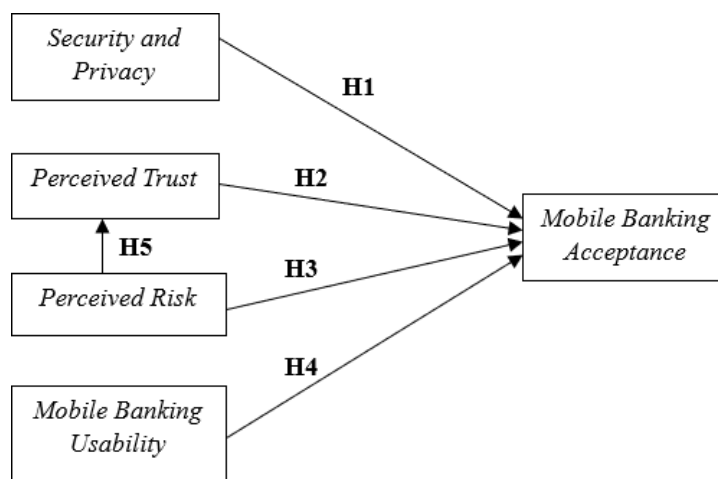 Security and
Privacy
H1
Perceived Trust
H2
Mobile Banking
Acceptance
H5
H3
Perceived Risk
H4
Mobile Banking
Usability